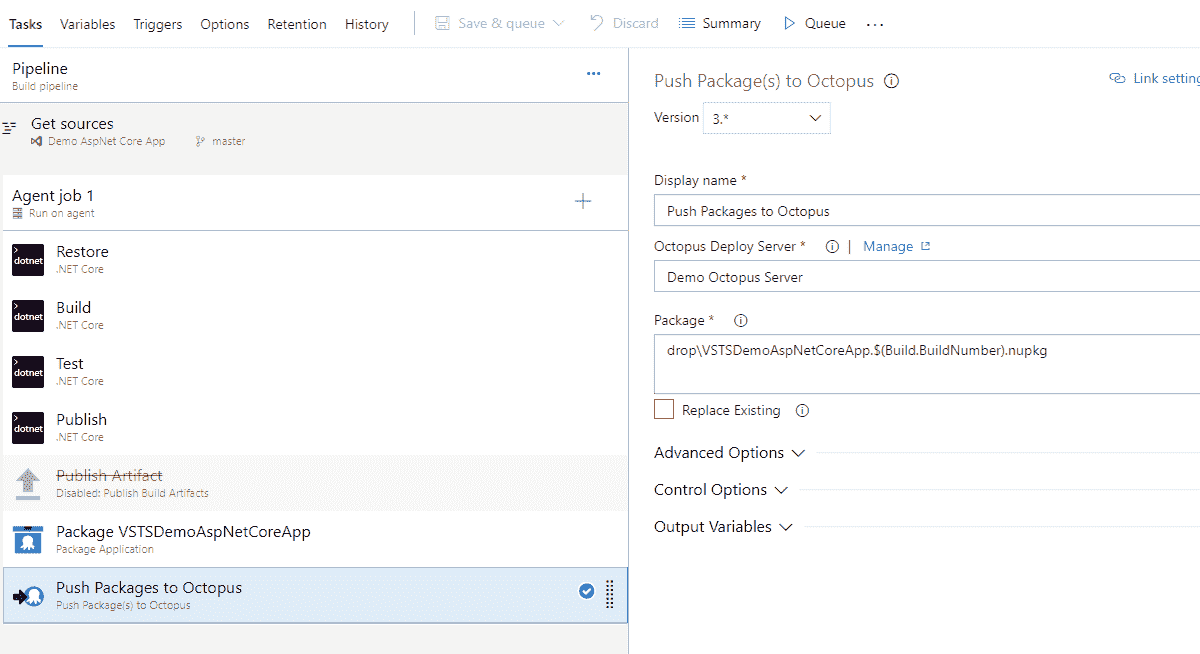 Tasks Variables Triggers Options Retention History Save & queue Discard Summary Queue ...
Pipeline
Build pipeline
Get sources
Demo AspNet Core App master
Agent job 1
Run on agent
dotnet Restore
.NET Core
dotnet Build
.NET Core
dotnet Test
.NET Core
dotnet Publish
.NET Core
Publish Artifact
Disabled: Publish Build Artifacts
Package VSTSDemoAspNetCoreApp
Package Application
Push Packages to Octopus
Push Package(s) to Octopus
Push Package(s) to Octopus Link setting
Version 3.*
Display name *
Push Packages to Octopus
Octopus Deploy Server * | Manage
Demo Octopus Server
Package *
drop\VSTSDemoAspNetCoreApp.$(Build.BuildNumber).nupkg
Replace Existing
Advanced Options
Control Options
Output Variables